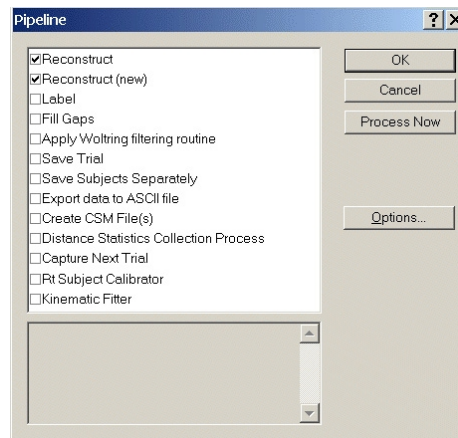 Pipeline
Reconstruct
Reconstruct (new)
Label
Fill Gaps
Apply Woltring filtering routine
Save Trial
Save Subjects Separately
Export data to ASCII file
Create CSM File(s)
Distance Statistics Collection Process
Capture Next Trial
Rt Subject Calibrator
Kinematic Fitter
OK
Cancel
Process Now
Options...